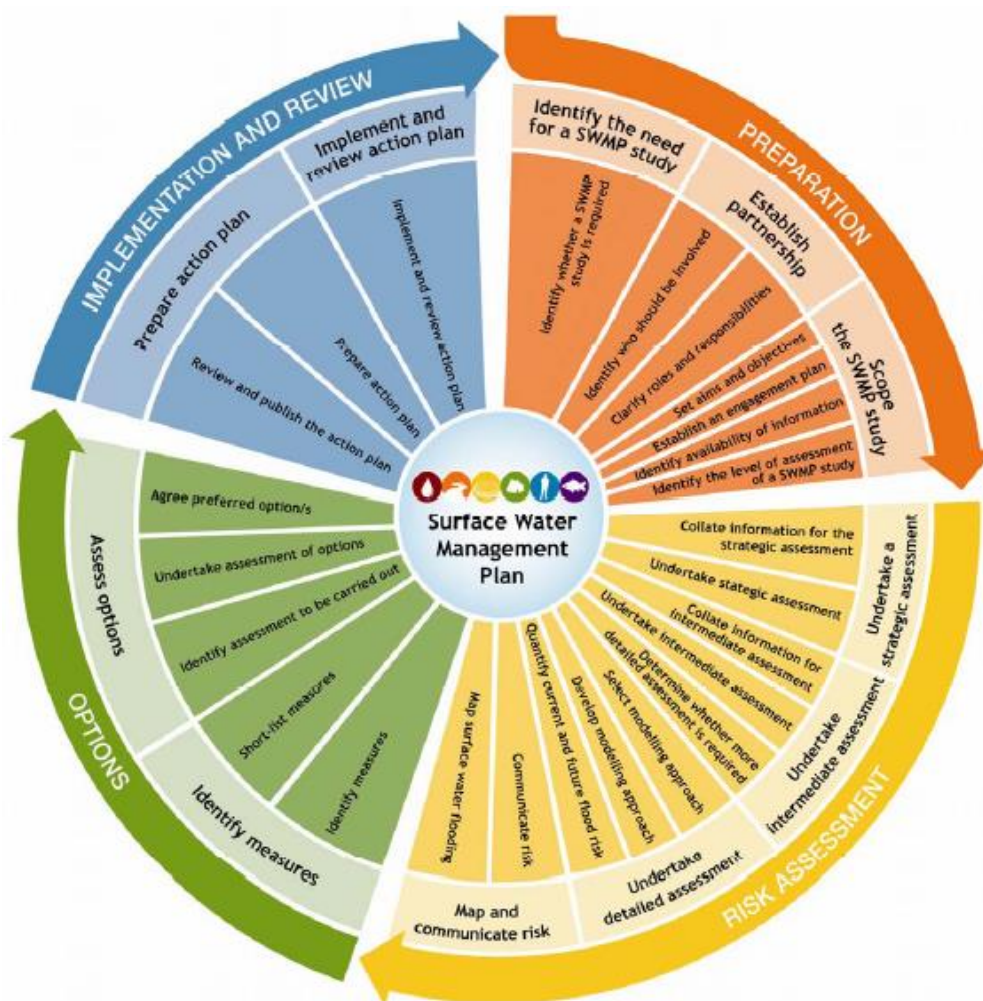 IMPLEMENTATION AND REVIEW
PREPARATION
RISK ASSESSMENT
OPTIONS
Surface Water
Management
Plan
Identify the need
for a SWMP study
Establish
partnership
Scope
the SWMP study
Identify whether a SWMP
study is required
Identify who should be involved
Clarify roles and responsibilities
Set aims and objectives
Establish an engagement plan
Identify availability of information
Identify the level of assessment
of a SWMP study
Undertake a
strategic assessment
Undertake
intermediate assessment
Undertake
detailed assessment
Map and
communicate risk
Collate information for the
strategic assessment
Undertake stategic assessment
Collate information for
intermediate assessment
Undertake intermediate assessment
Determine whether more
detailed assessment is required
Select modelling approach
Develop modelling approach
Quantify current and future flood risk
Communicate risk
Map surface water flooding
Identify measures
Assess options
Identify measures
Short-list measures
Identify assessment to be carried out
Undertake assessment of options
Agree preferred option/s
Prepare action plan
Implement and
review action plan
Review and publish the action plan
Prepare action plan
Implement and review action plan